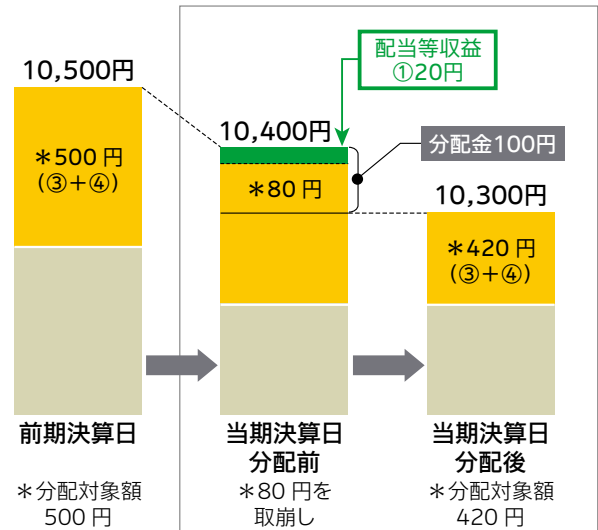 配当等収益
①20円
10,500円
10,400円
分配金100円
＊500 円
(③＋④)
＊80 円
10,300円
＊420 円
(③＋④)
前期決算日
当期決算日
分配前
当期決算日
分配後
＊分配対象額
500 円
＊80 円を
取崩し
＊分配対象額
420 円